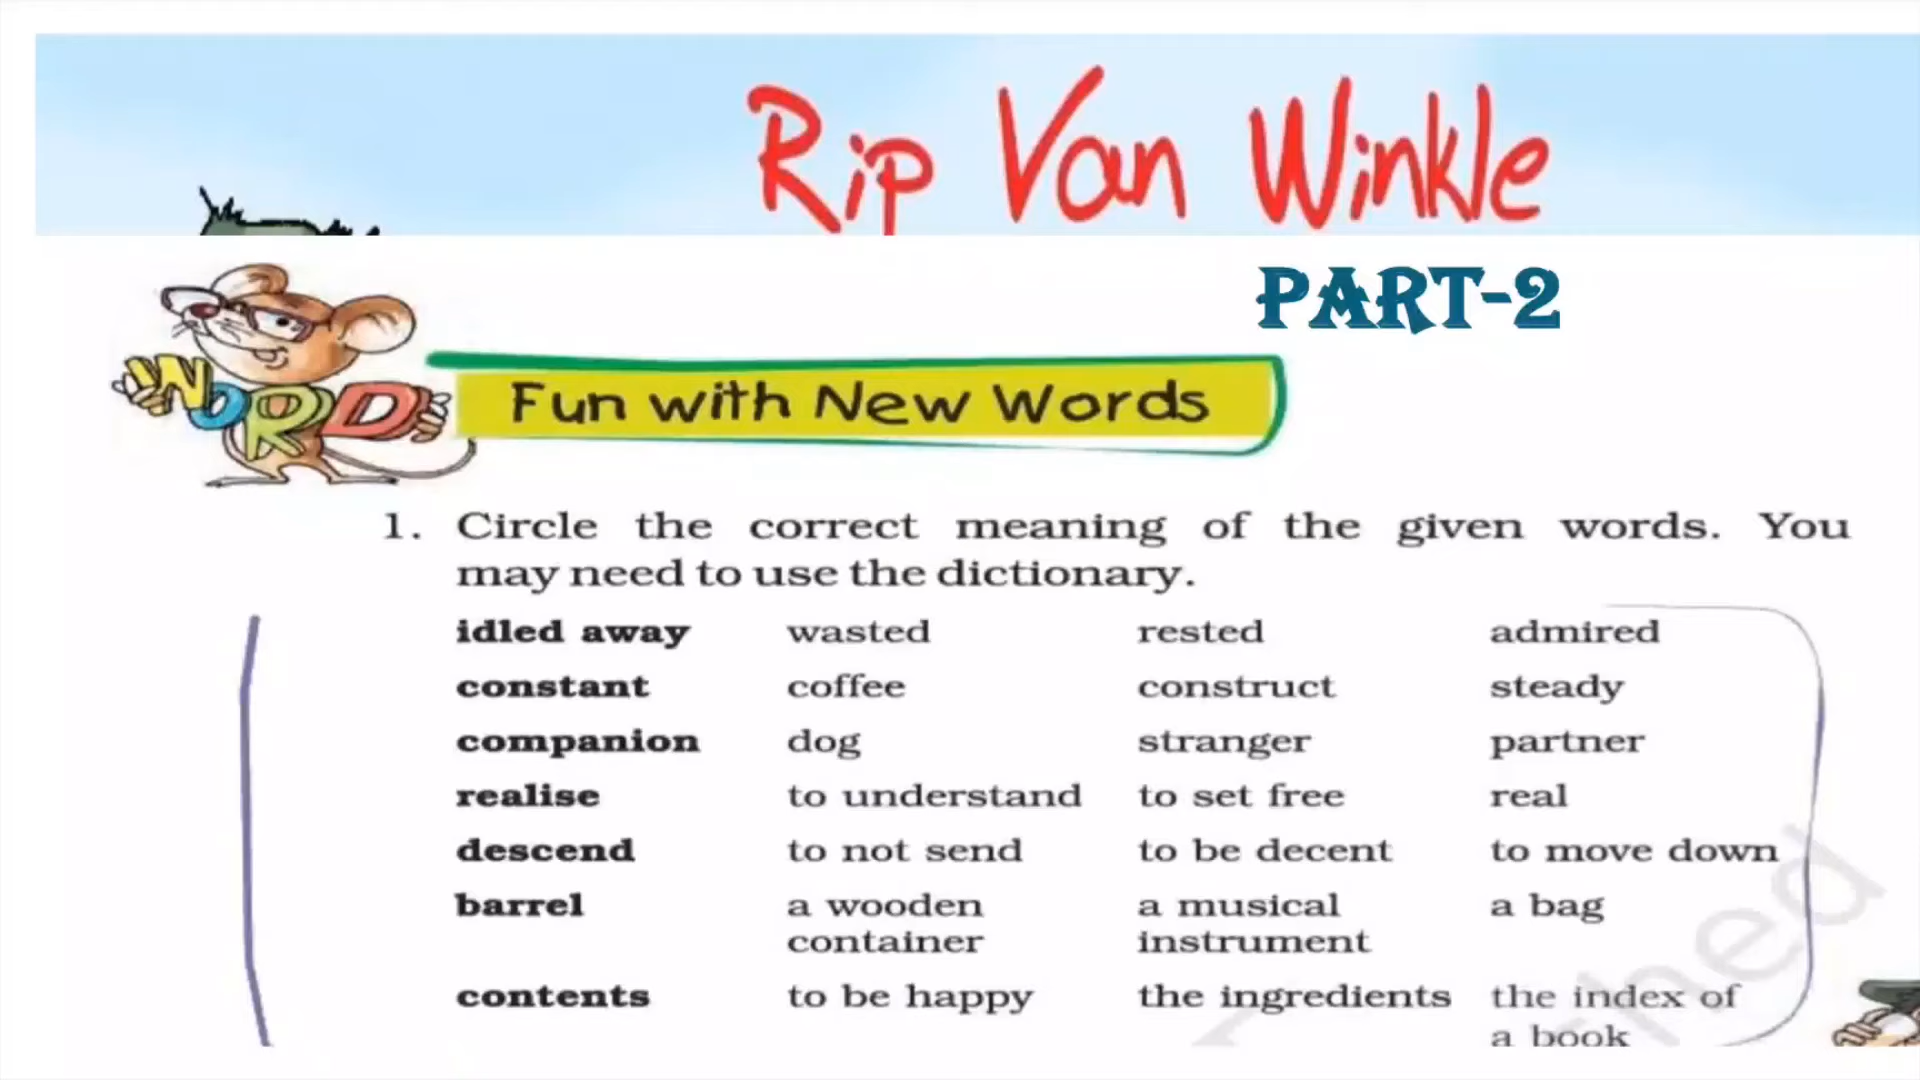 Rip Van Winkle
PART-2
WORD
Fun with New Words
1. Circle the correct meaning of the given words. You
may need to use the dictionary.
idled away wasted rested admired
constant coffee construct steady
companion dog stranger partner
realise to understand to set free real
descend to not send to be decent to move down
barrel a wooden a musical a bag
container instrument
contents to be happy the ingredients the index of
a book